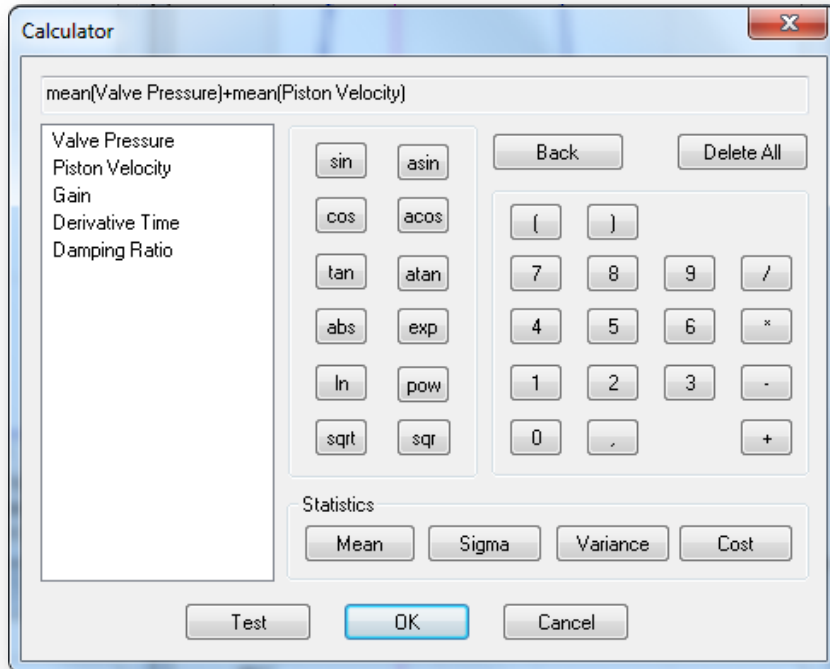 Calculator
mean(Valve Pressure)+mean(Piston Velocity)
Valve Pressure
Piston Velocity
Gain
Derivative Time
Damping Ratio
sin asin
cos acos
tan atan
abs exp
ln pow
sqrt sqr
Back Delete All
( )
7 8 9 /
4 5 6 *
1 2 3 -
0 , +
Statistics
Mean Sigma Variance Cost
Test OK Cancel